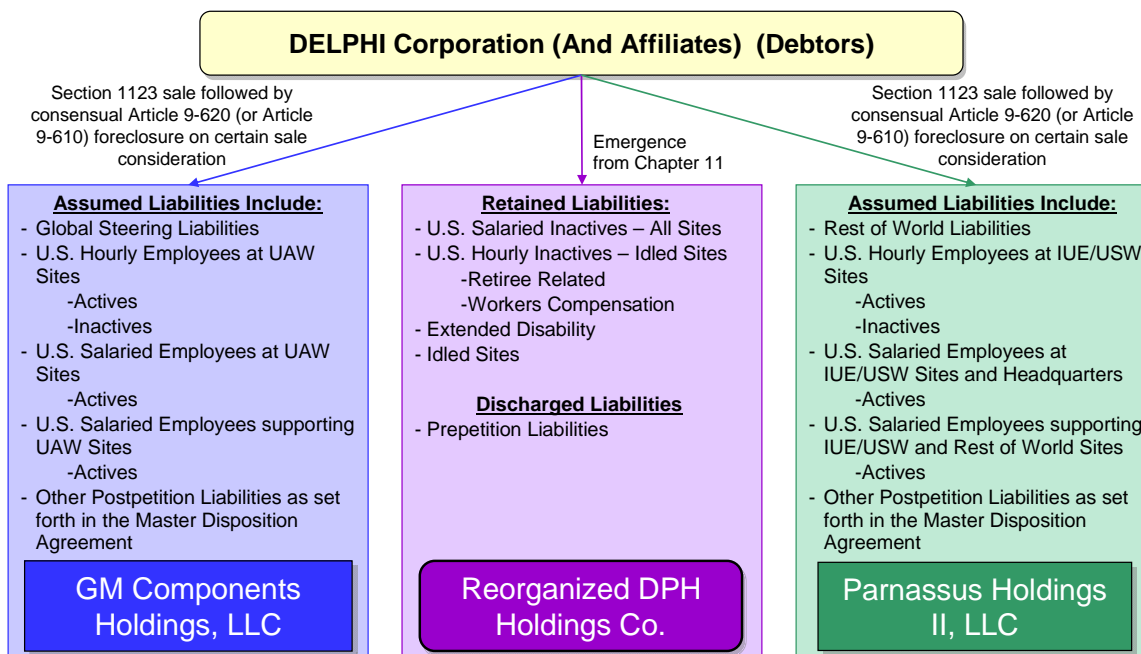 DELPHI Corporation (And Affiliates) (Debtors)
Section 1123 sale followed by
consensual Article 9-620 (or Article
9-610) foreclosure on certain sale
consideration
Emergence
from Chapter 11
Section 1123 sale followed by
consensual Article 9-620 (or Article
9-610) foreclosure on certain sale
consideration
Assumed Liabilities Include:
- Global Steering Liabilities
- U.S. Hourly Employees at UAW
Sites
-Actives
-Inactives
- U.S. Salaried Employees at UAW
Sites
-Actives
- U.S. Salaried Employees supporting
UAW Sites
-Actives
- Other Postpetition Liabilities as set
forth in the Master Disposition
Agreement
GM Components
Holdings, LLC
Retained Liabilities:
- U.S. Salaried Inactives – All Sites
- U.S. Hourly Inactives – Idled Sites
-Retiree Related
-Workers Compensation
- Extended Disability
- Idled Sites
Discharged Liabilities
- Prepetition Liabilities
Reorganized DPH
Holdings Co.
Assumed Liabilities Include:
- Rest of World Liabilities
- U.S. Hourly Employees at IUE/USW
Sites
-Actives
-Inactives
- U.S. Salaried Employees at
IUE/USW Sites and Headquarters
-Actives
- U.S. Salaried Employees supporting
IUE/USW and Rest of World Sites
-Actives
- Other Postpetition Liabilities as set
forth in the Master Disposition
Agreement
Parnassus Holdings
II, LLC